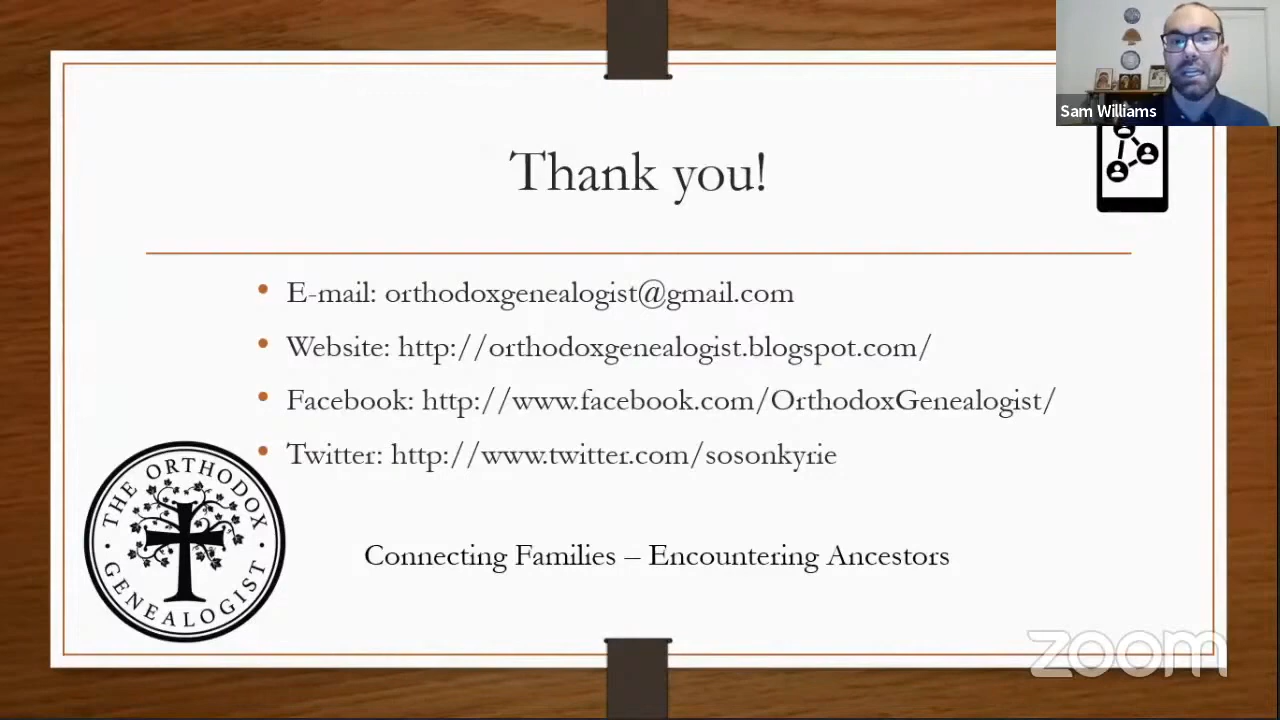 Sam Williams
Thank you!
• E-mail: orthodoxgenealogist@gmail.com
• Website: http://orthodoxgenealogist.blogspot.com/
• Facebook: http://www.facebook.com/OrthodoxGenealogist/
• Twitter: http://www.twitter.com/sosonkyrie
• THE ORTHODOX •
GENEALOGIST
Connecting Families – Encountering Ancestors
zoom